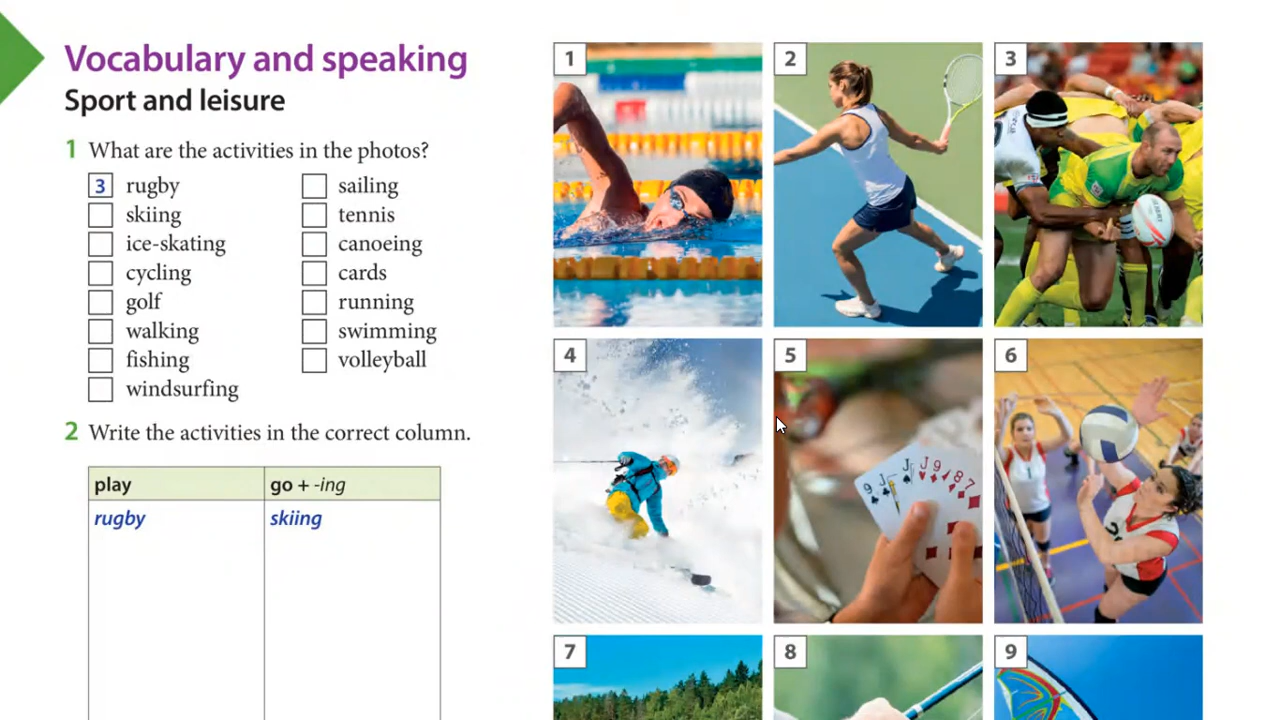 Vocabulary and speaking
Sport and leisure
1 What are the activities in the photos?
3 rugby
skiing
ice-skating
cycling
golf
walking
fishing
windsurfing
sailing
tennis
canoeing
cards
running
swimming
volleyball
2 Write the activities in the correct column.
play
go + -ing
rugby
skiing
1
2
3
4
5
6
7
8
9